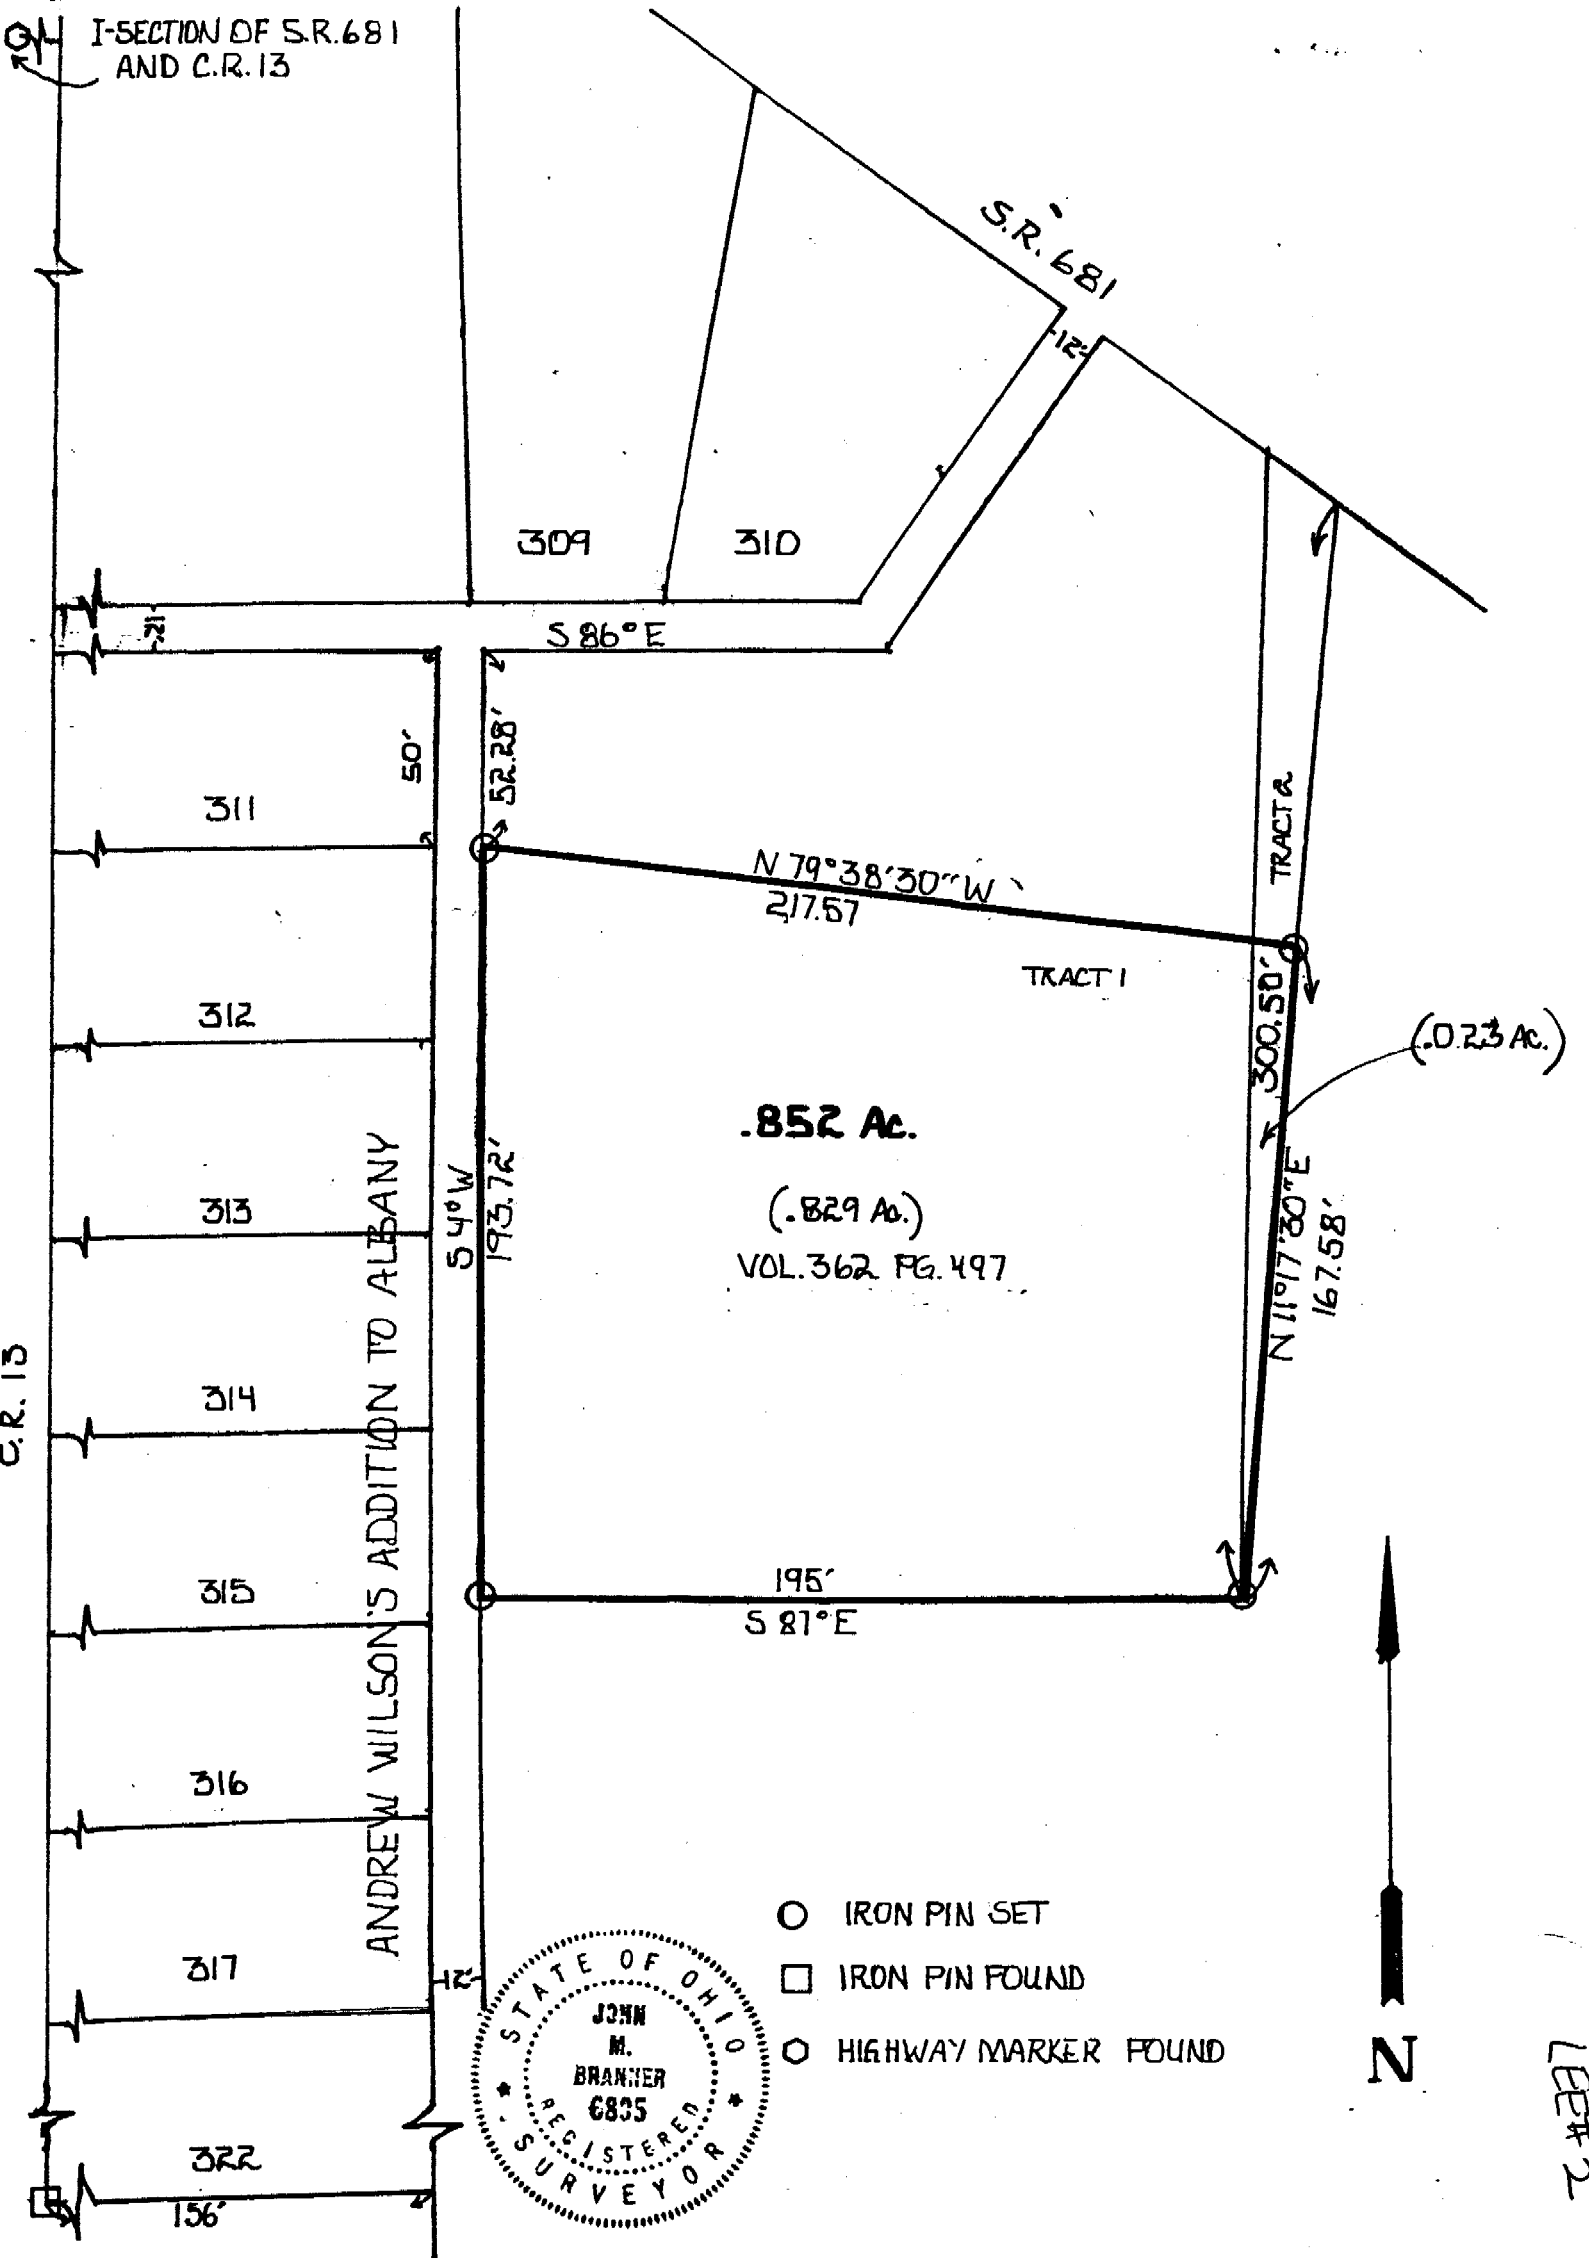 I-SECTION OF S.R. 681
AND C.R. 13
S.R. 681
12'
309
310
12'
S 86° E
50'
52.28'
311
N 79° 38' 30" W
217.57
TRACT 2
TRACT 1
312
300.50'
(.023 Ac.)
.852 Ac.
(.829 Ac.)
VOL. 362 PG. 497
313
S 4° W
193.72'
N 11° 17' 30" E
167.58'
C.R. 13
ANDREW WILSON'S ADDITION TO ALBANY
314
315
195'
S 87° E
316
317
12'
322
156'
IRON PIN SET
IRON PIN FOUND
HIGHWAY MARKER FOUND
STATE OF OHIO
JOHN
M.
BRANNER
6835
REGISTERED
SURVEYOR
N
LEE#2